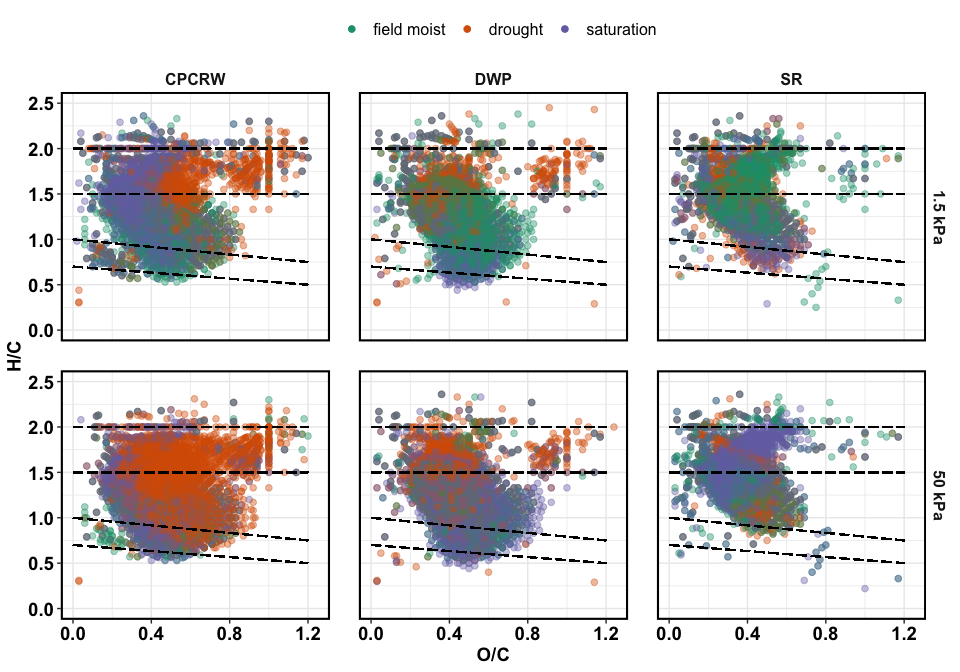 field moist drought saturation
CPCRW DWP SR
2.5
2.0
1.5
1.0
0.5
0.0
1.5 kPa
H/C
2.5
2.0
1.5
1.0
0.5
0.0
50 kPa
0.0 0.4 0.8 1.2 0.0 0.4 0.8 1.2 0.0 0.4 0.8 1.2
O/C